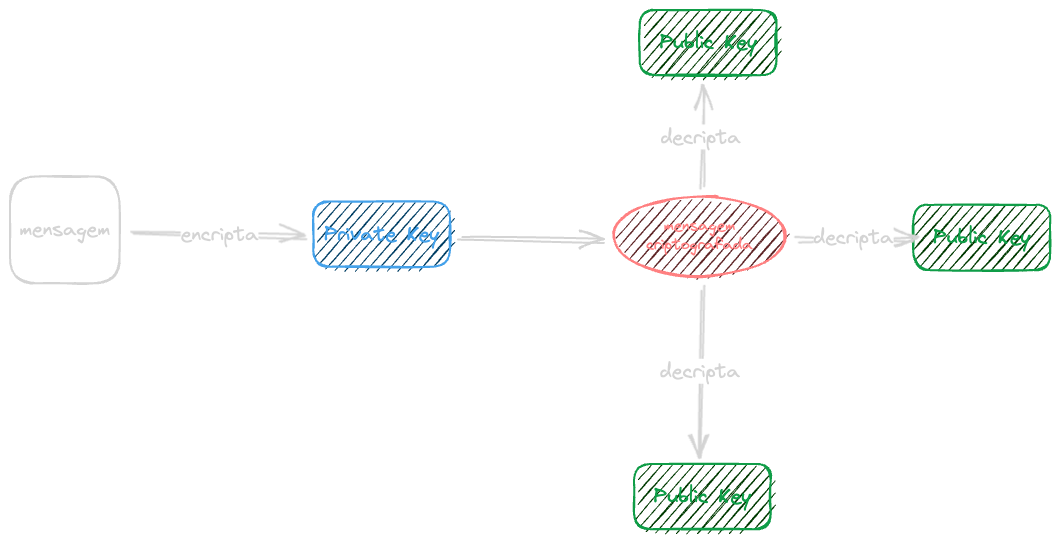 Public Key
decripta
mensagem
encripta
Private Key
mensagem
criptografada
decripta
Public Key
decripta
Public Key